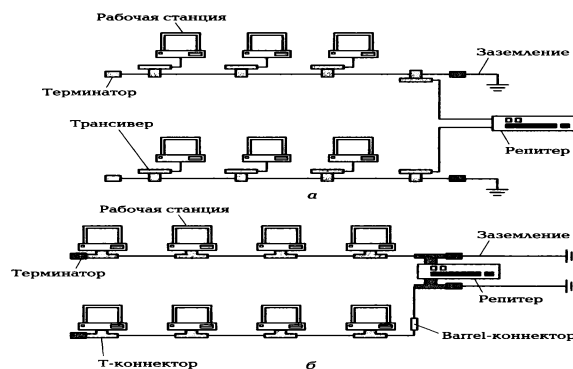 Рабочая станция
Заземление
Терминатор
Трансивер
Репитер
а
Рабочая станция
Заземление
Терминатор
Репитер
Barrel-коннектор
Т-коннектор
б